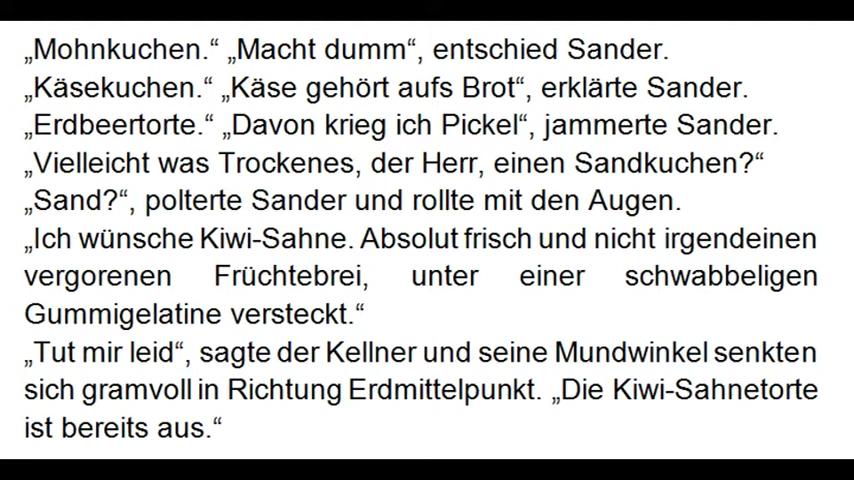 „Mohnkuchen.“ „Macht dumm“, entschied Sander.
„Käsekuchen.“ „Käse gehört aufs Brot“, erklärte Sander.
„Erdbeertorte.“ „Davon krieg ich Pickel“, jammerte Sander.
„Vielleicht was Trockenes, der Herr, einen Sandkuchen?“
„Sand?“, polterte Sander und rollte mit den Augen.
„Ich wünsche Kiwi-Sahne. Absolut frisch und nicht irgendeinen
vergorenen Früchtebrei, unter einer schwabbeligen
Gummigelatine versteckt.“
„Tut mir leid“, sagte der Kellner und seine Mundwinkel senkten
sich gramvoll in Richtung Erdmittelpunkt. „Die Kiwi-Sahnetorte
ist bereits aus.“